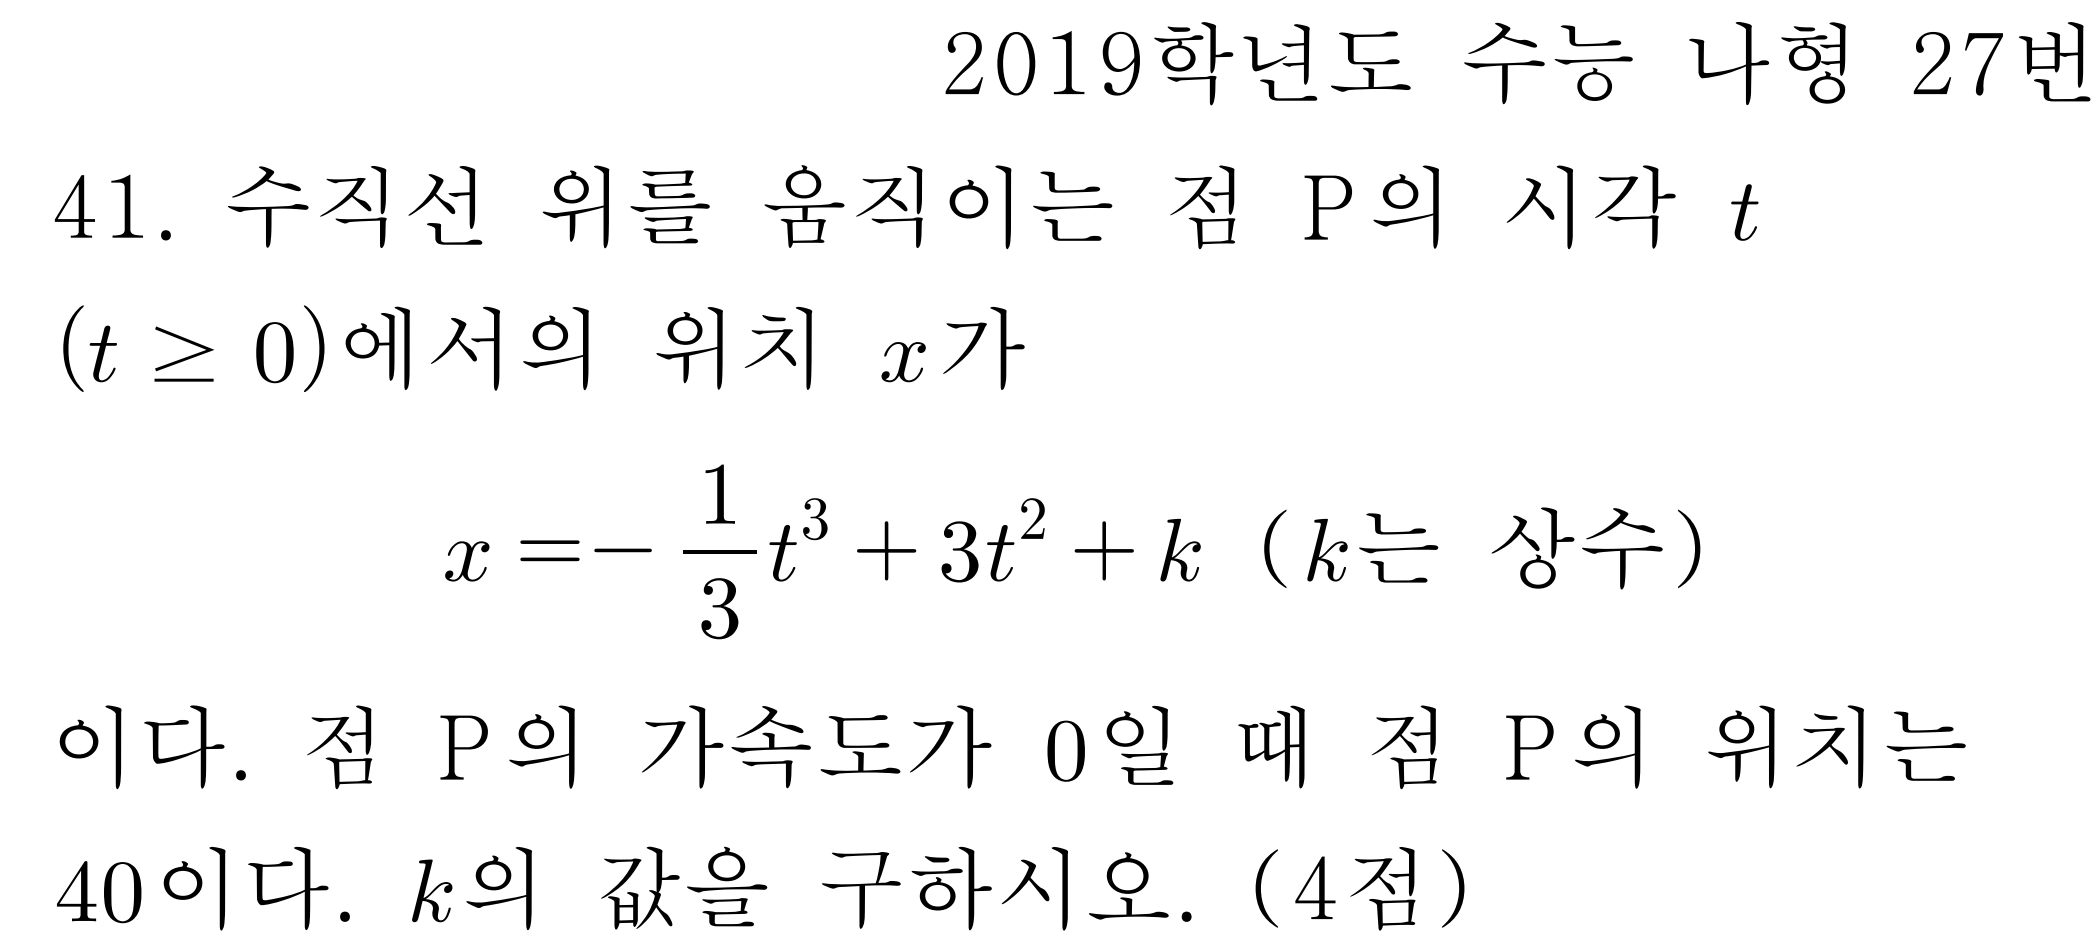 2019학년도 수능 나형 27번
41. 수직선 위를 움직이는 점 P의 시각 t
(t ≥ 0)에서의 위치 x가
x = − 1/3 t³ + 3t² + k (k는 상수)
이다. 점 P의 가속도가 0일 때 점 P의 위치는
40이다. k의 값을 구하시오. (4점)